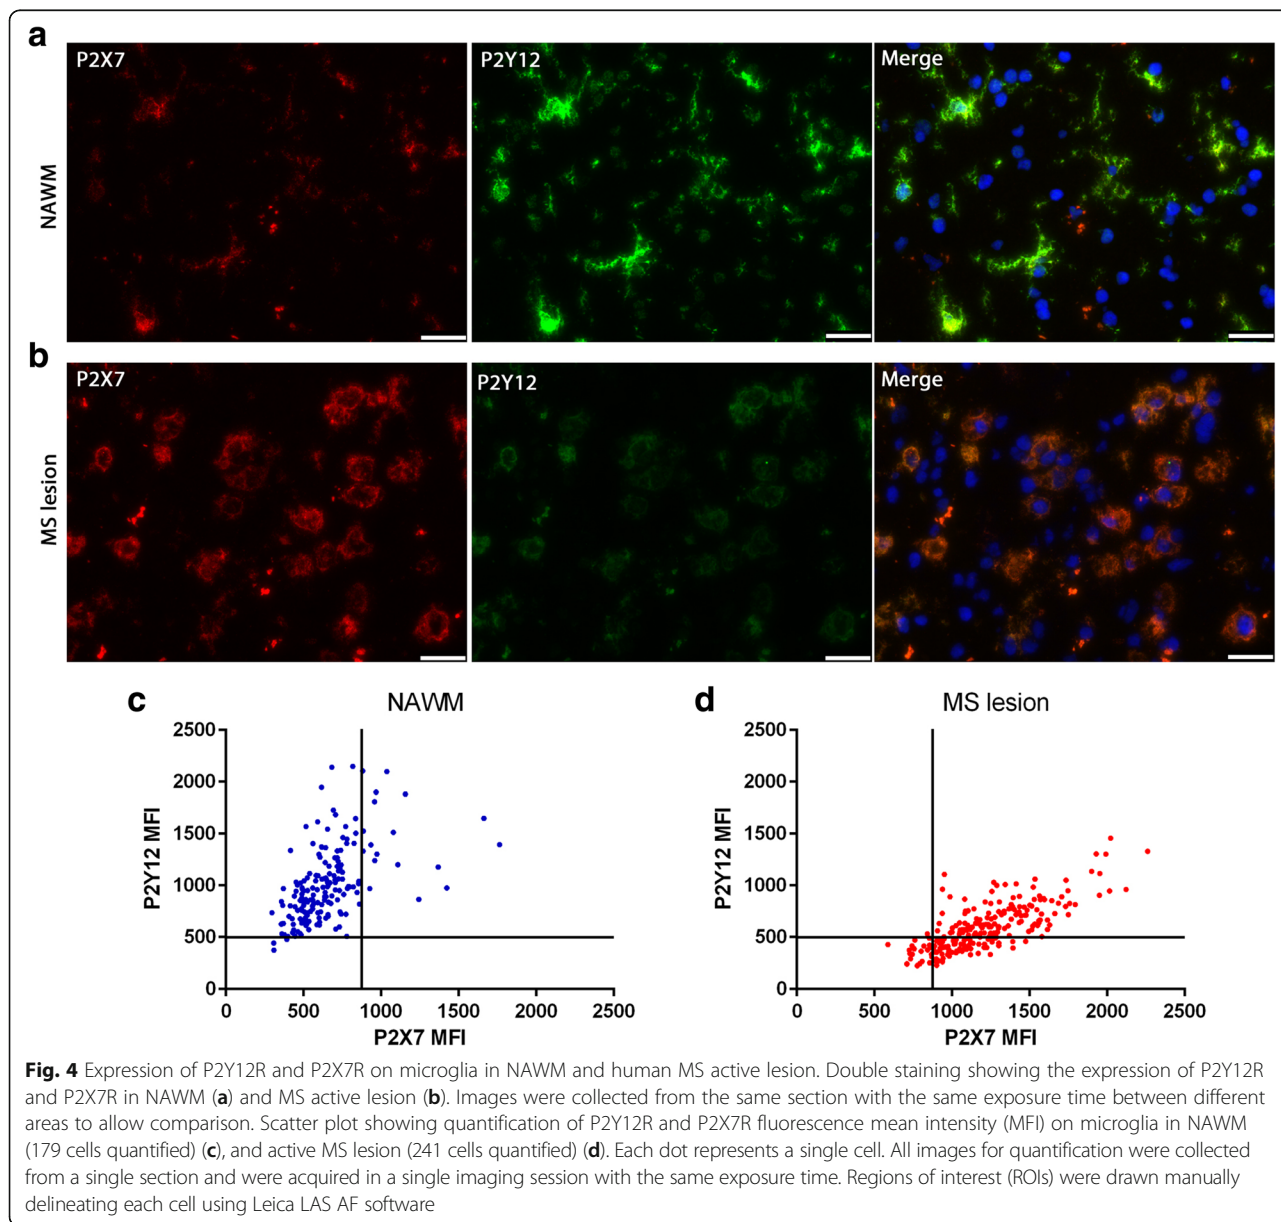 a
P2X7
P2Y12
Merge
NAWM
b
P2X7
P2Y12
Merge
MS lesion
c
NAWM
2500
2000
1500
1000
500
0
P2Y12 MFI
0 500 1000 1500 2000 2500
P2X7 MFI
d
MS lesion
2500
2000
1500
1000
500
0
P2Y12 MFI
0 500 1000 1500 2000 2500
P2X7 MFI
Fig. 4 Expression of P2Y12R and P2X7R on microglia in NAWM and human MS active lesion. Double staining showing the expression of P2Y12R
and P2X7R in NAWM (a) and MS active lesion (b). Images were collected from the same section with the same exposure time between different
areas to allow comparison. Scatter plot showing quantification of P2Y12R and P2X7R fluorescence mean intensity (MFI) on microglia in NAWM
(179 cells quantified) (c), and active MS lesion (241 cells quantified) (d). Each dot represents a single cell. All images for quantification were collected
from a single section and were acquired in a single imaging session with the same exposure time. Regions of interest (ROIs) were drawn manually
delineating each cell using Leica LAS AF software